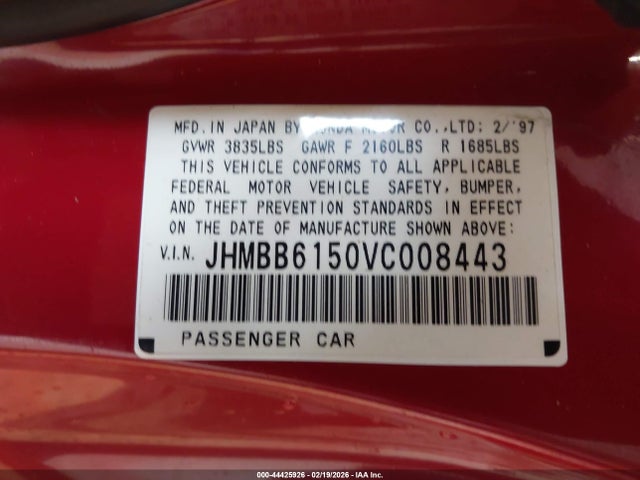 MFD. IN JAPAN BY HONDA MOTOR CO.,LTD: 2/'97
GVWR 3835LBS GAWR F 2160LBS R 1685LBS
THIS VEHICLE CONFORMS TO ALL APPLICABLE
FEDERAL MOTOR VEHICLE SAFETY, BUMPER,
AND THEFT PREVENTION STANDARDS IN EFFECT
ON THE DATE OF MANUFACTURE SHOWN ABOVE:
V.I.N. JHMBB6150VC008443
PASSENGER CAR
000-44425926 - 02/19/2026 - IAA Inc.